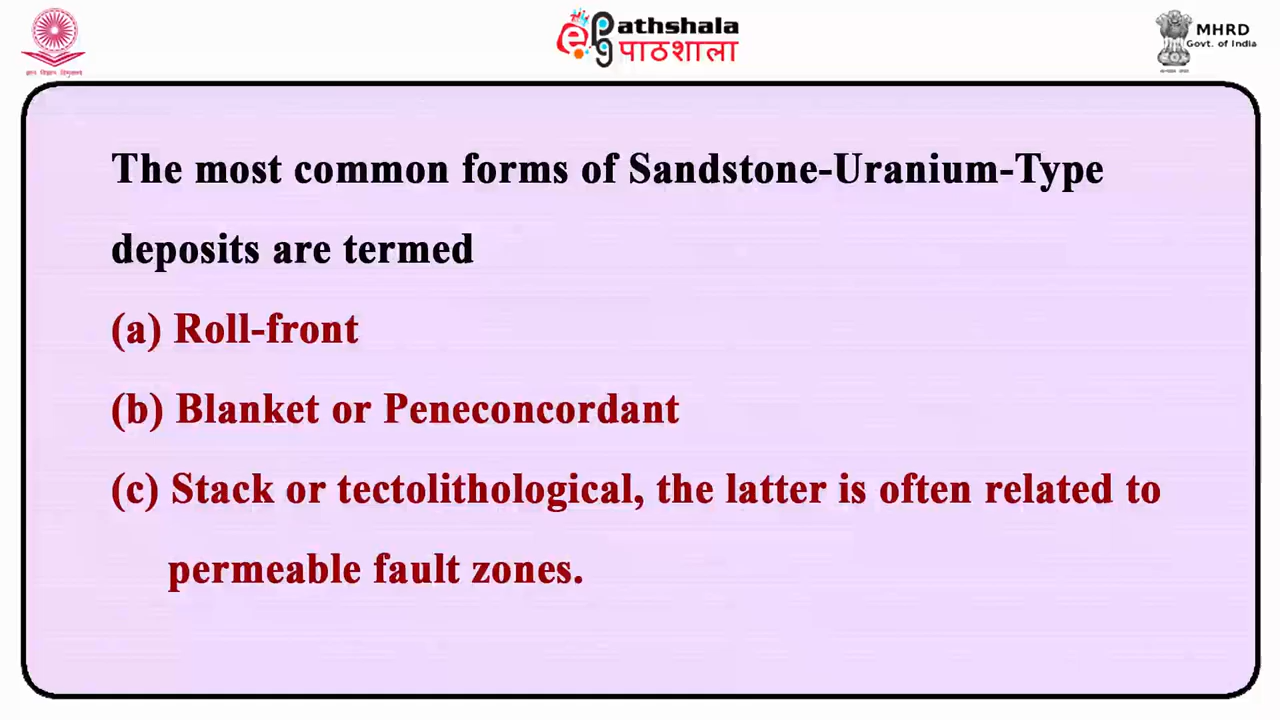 ePathshala
पाठशाला
MHRD
Govt. of India
The most common forms of Sandstone-Uranium-Type
deposits are termed
(a) Roll-front
(b) Blanket or Peneconcordant
(c) Stack or tectolithological, the latter is often related to
permeable fault zones.